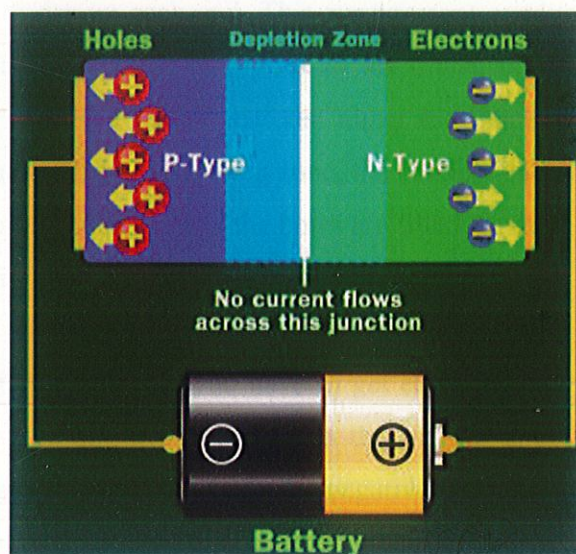 Holes
Depletion Zone
Electrons
P-Type
N-Type
No current flows
across this junction
Battery